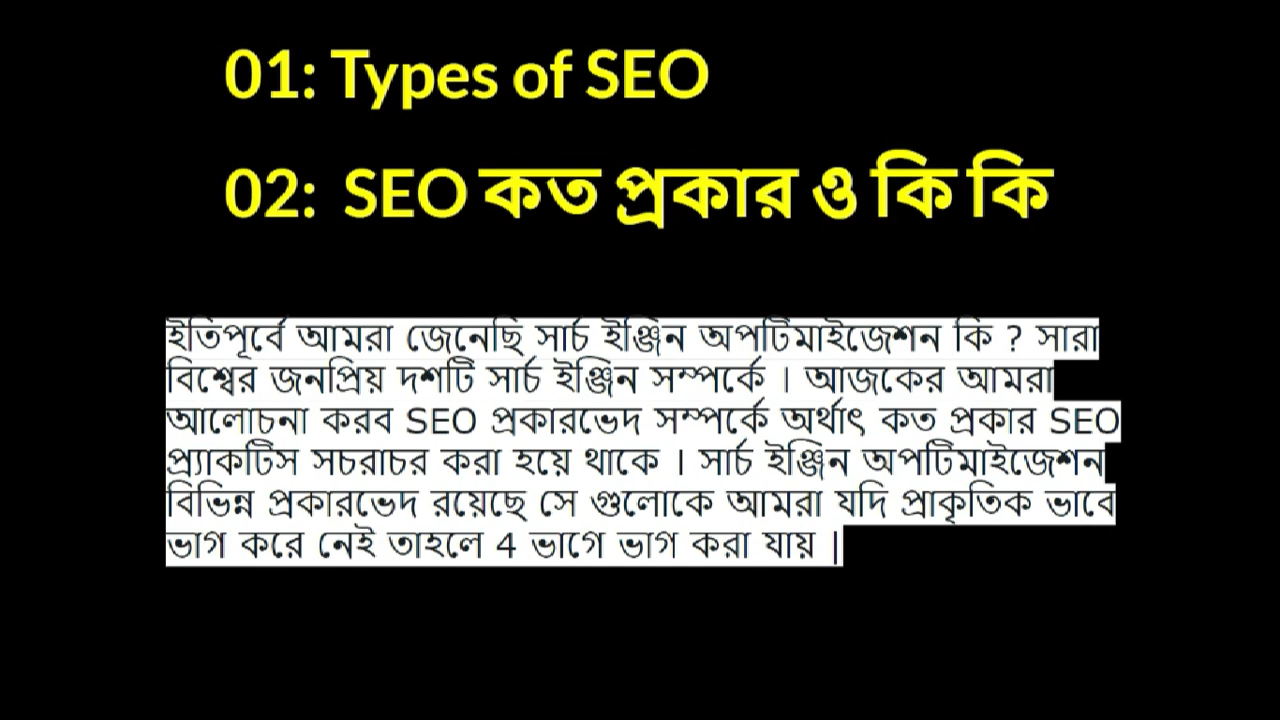 01: Types of SEO
02: SEO কত প্রকার ও কি কি
ইতিপূর্বে আমরা জেনেছি সার্চ ইঞ্জিন অপটিমাইজেশন কি ? সারা
বিশ্বের জনপ্রিয় দশটি সার্চ ইঞ্জিন সম্পর্কে । আজকের আমরা
আলোচনা করব SEO প্রকারভেদ সম্পর্কে অর্থাৎ কত প্রকার SEO
প্র্যাকটিস সচরাচর করা হয়ে থাকে । সার্চ ইঞ্জিন অপটিমাইজেশন
বিভিন্ন প্রকারভেদ রয়েছে সে গুলোকে আমরা যদি প্রাকৃতিক ভাবে
ভাগ করে নেই তাহলে 4 ভাগে ভাগ করা যায় |